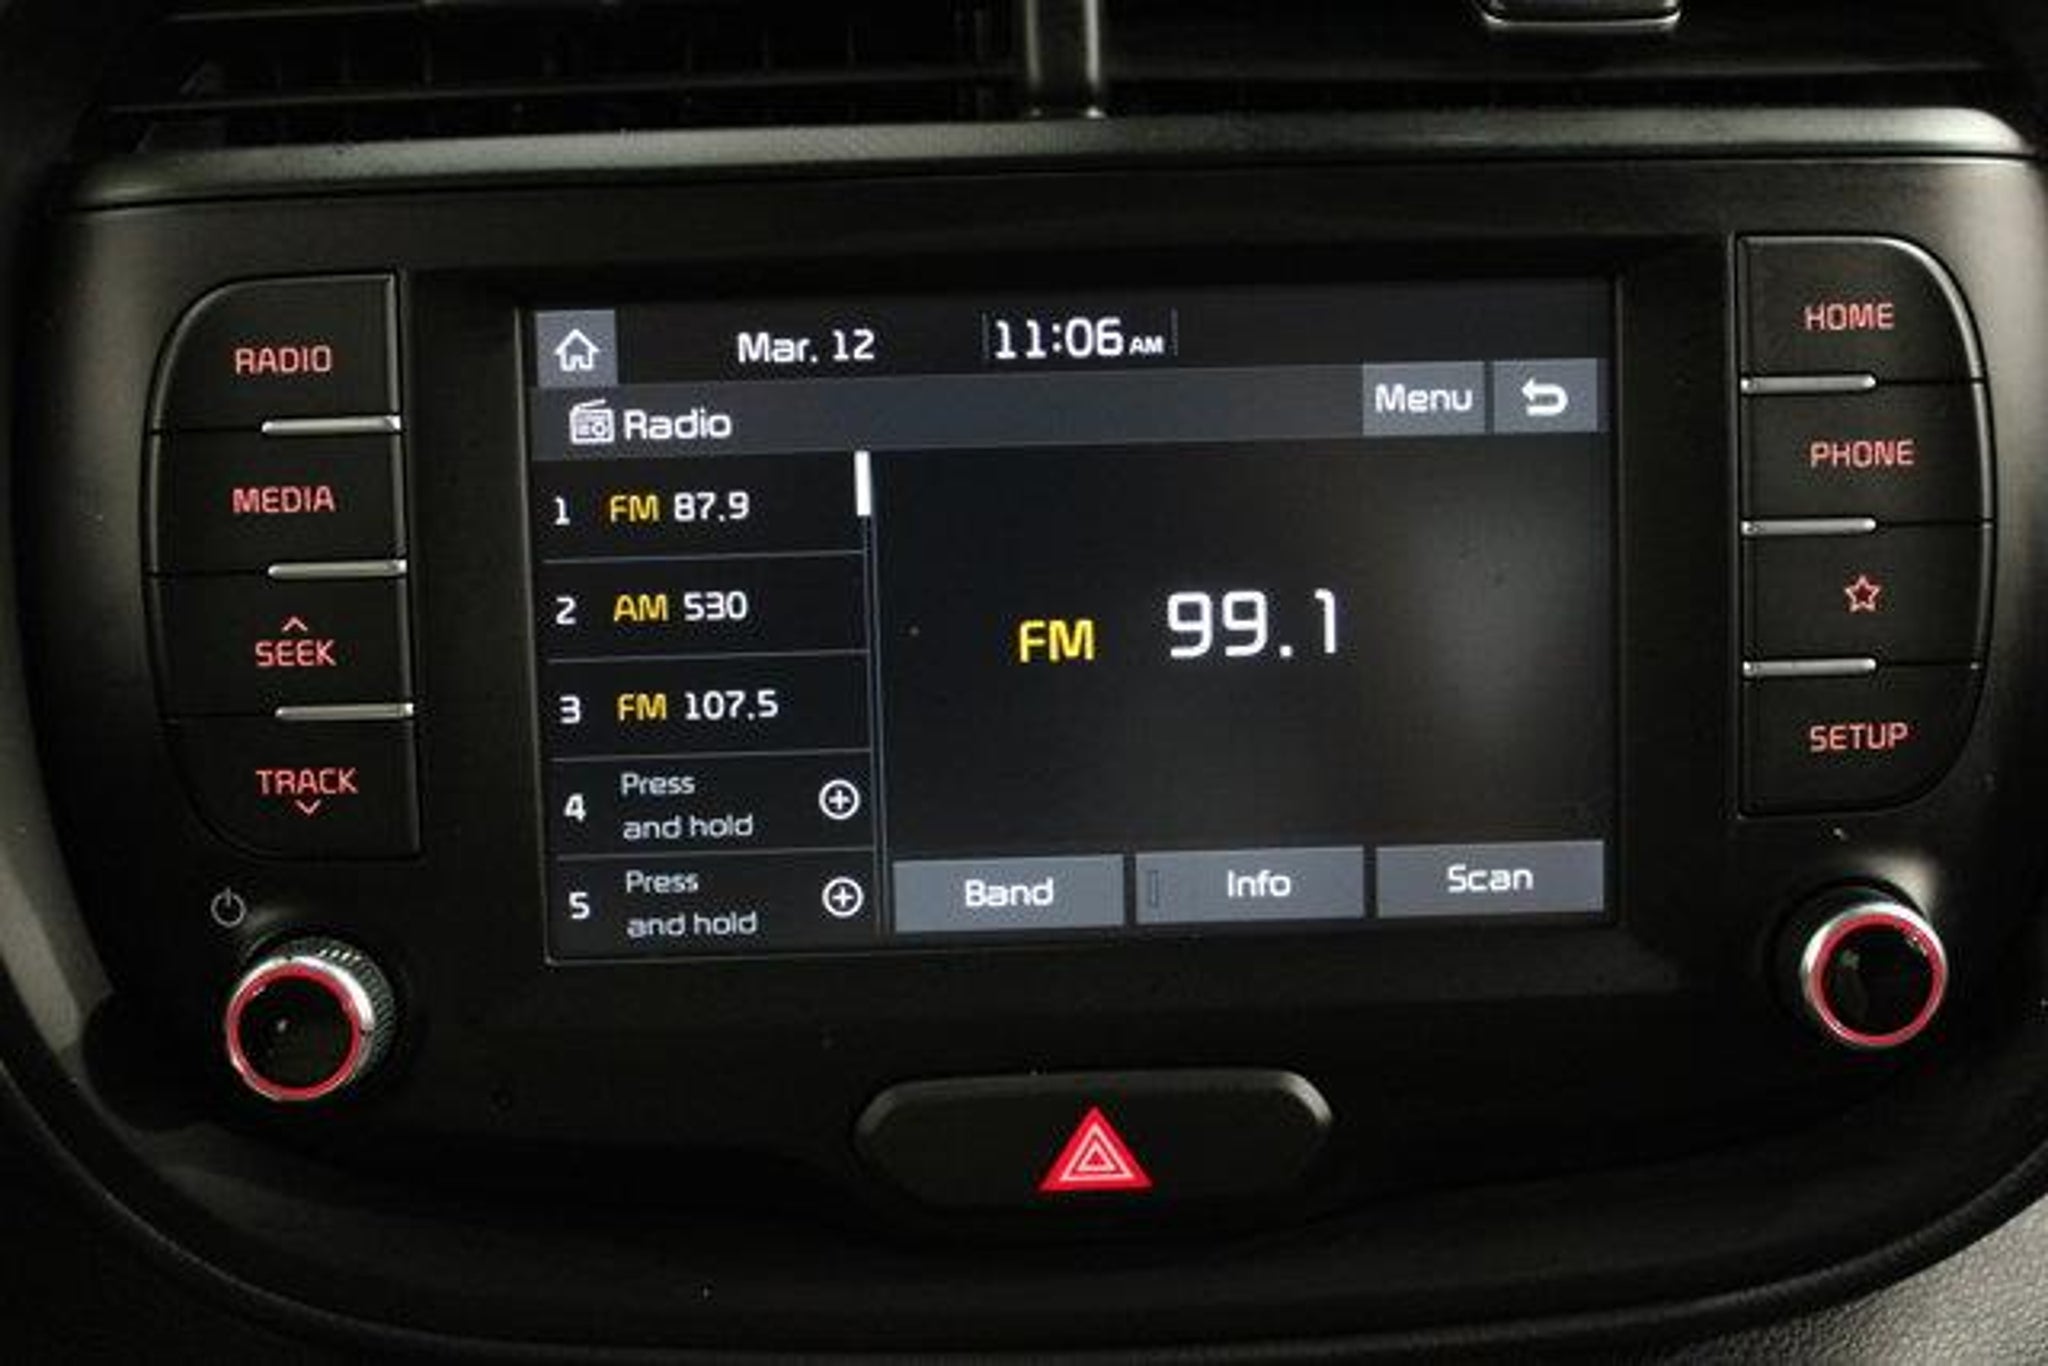 RADIO
MEDIA
SEEK
TRACK
Mar. 12 11:06 AM
Radio
Menu
1 FM 87.9
2 AM 530
3 FM 107.5
4 Press
and hold
5 Press
and hold
FM 99.1
Band Info Scan
HOME
PHONE
SETUP